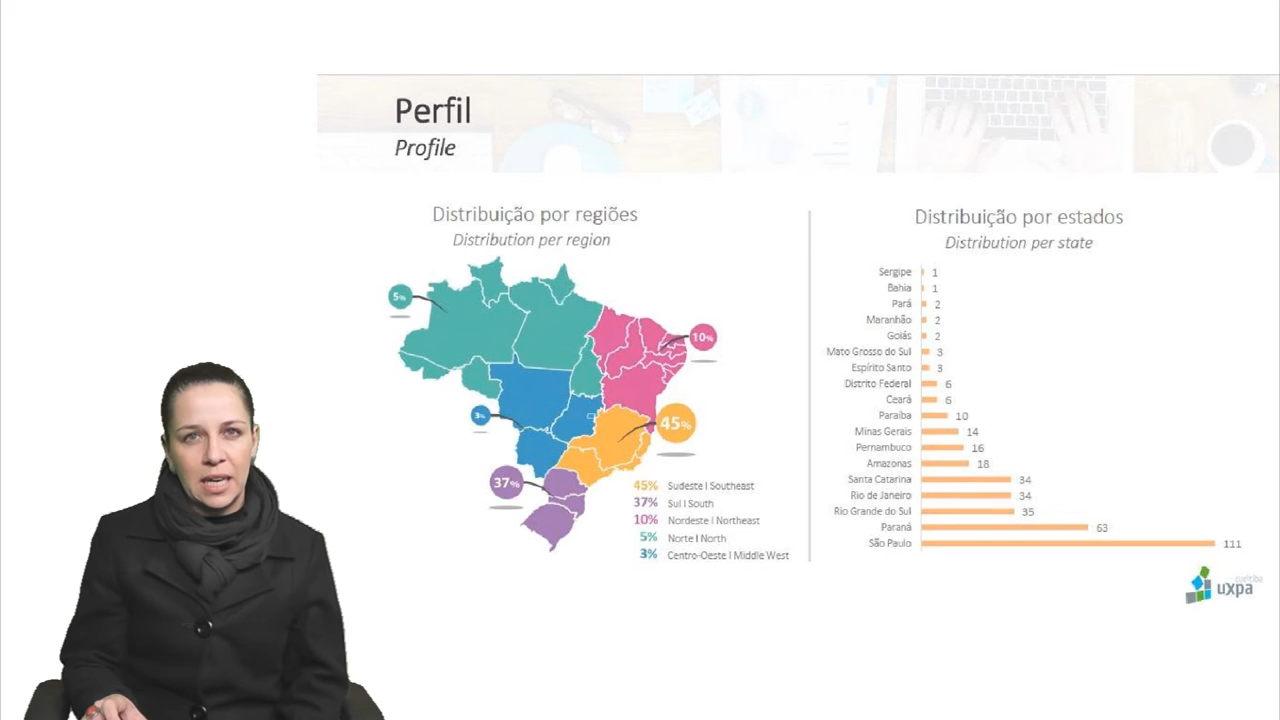 Perfil
Profile
Distribuição por regiões
Distribution per region
5%
10%
3%
45%
37%
45% Sudeste | Southeast
37% Sul | South
10% Nordeste | Northeast
5% Norte | North
3% Centro-Oeste | Middle West
Distribuição por estados
Distribution per state
Sergipe 1
Bahia 1
Pará 2
Maranhão 2
Goiás 2
Mato Grosso do Sul 3
Espírito Santo 3
Distrito Federal 6
Ceará 6
Paraíba 10
Minas Gerais 14
Pernambuco 16
Amazonas 18
Santa Catarina 34
Rio de Janeiro 34
Rio Grande do Sul 35
Paraná 63
São Paulo 111
curitiba
uxpa